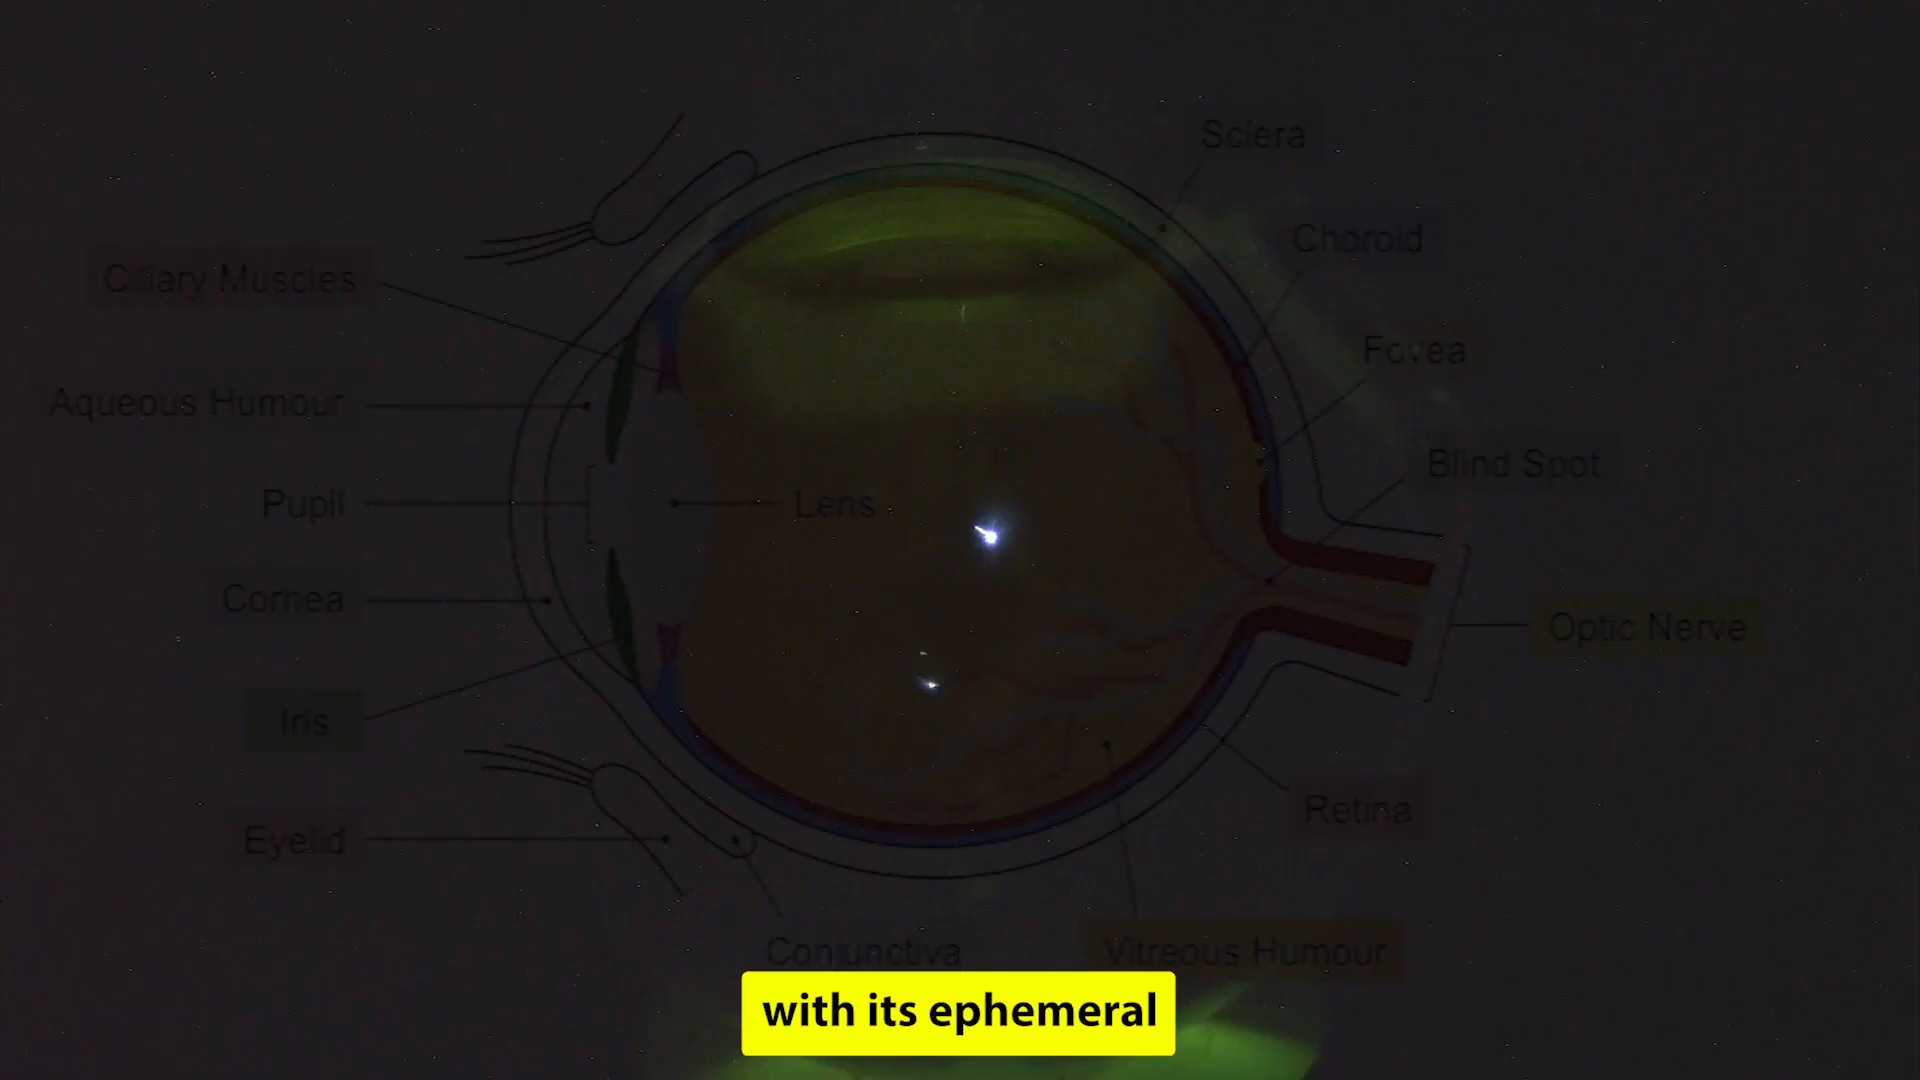 Sclera
Choroid
Ciliary Muscles
Fovea
Aqueous Humour
Blind Spot
Pupil
Lens
Cornea
Optic Nerve
Iris
Retina
Eyelid
Conjunctiva
Vitreous Humour
with its ephemeral